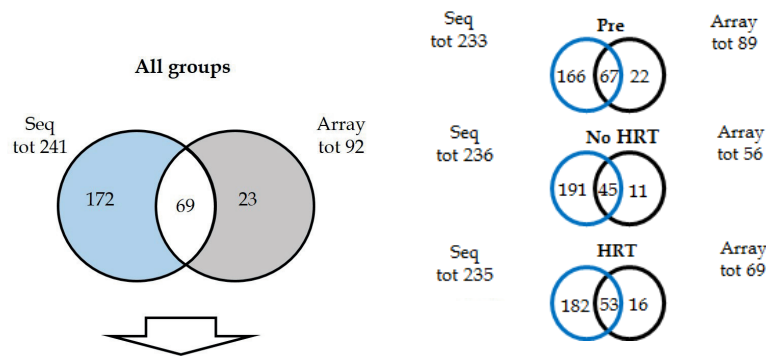 All groups
Seq
tot 241
Array
tot 92
172
69
23
Seq
tot 233
Pre
Array
tot 89
166
67
22
Seq
tot 236
No HRT
Array
tot 56
191
45
11
Seq
tot 235
HRT
Array
tot 69
182
53
16